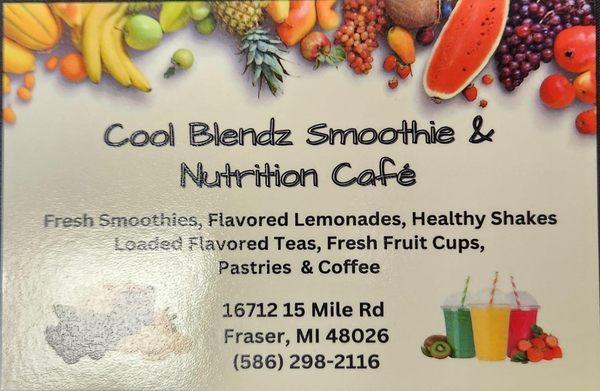 Cool Blendz Smoothie &
Nutrition Café
Fresh Smoothies, Flavored Lemonades, Healthy Shakes
Loaded Flavored Teas, Fresh Fruit Cups,
Pastries & Coffee
16712 15 Mile Rd
Fraser, MI 48026
(586) 298-2116